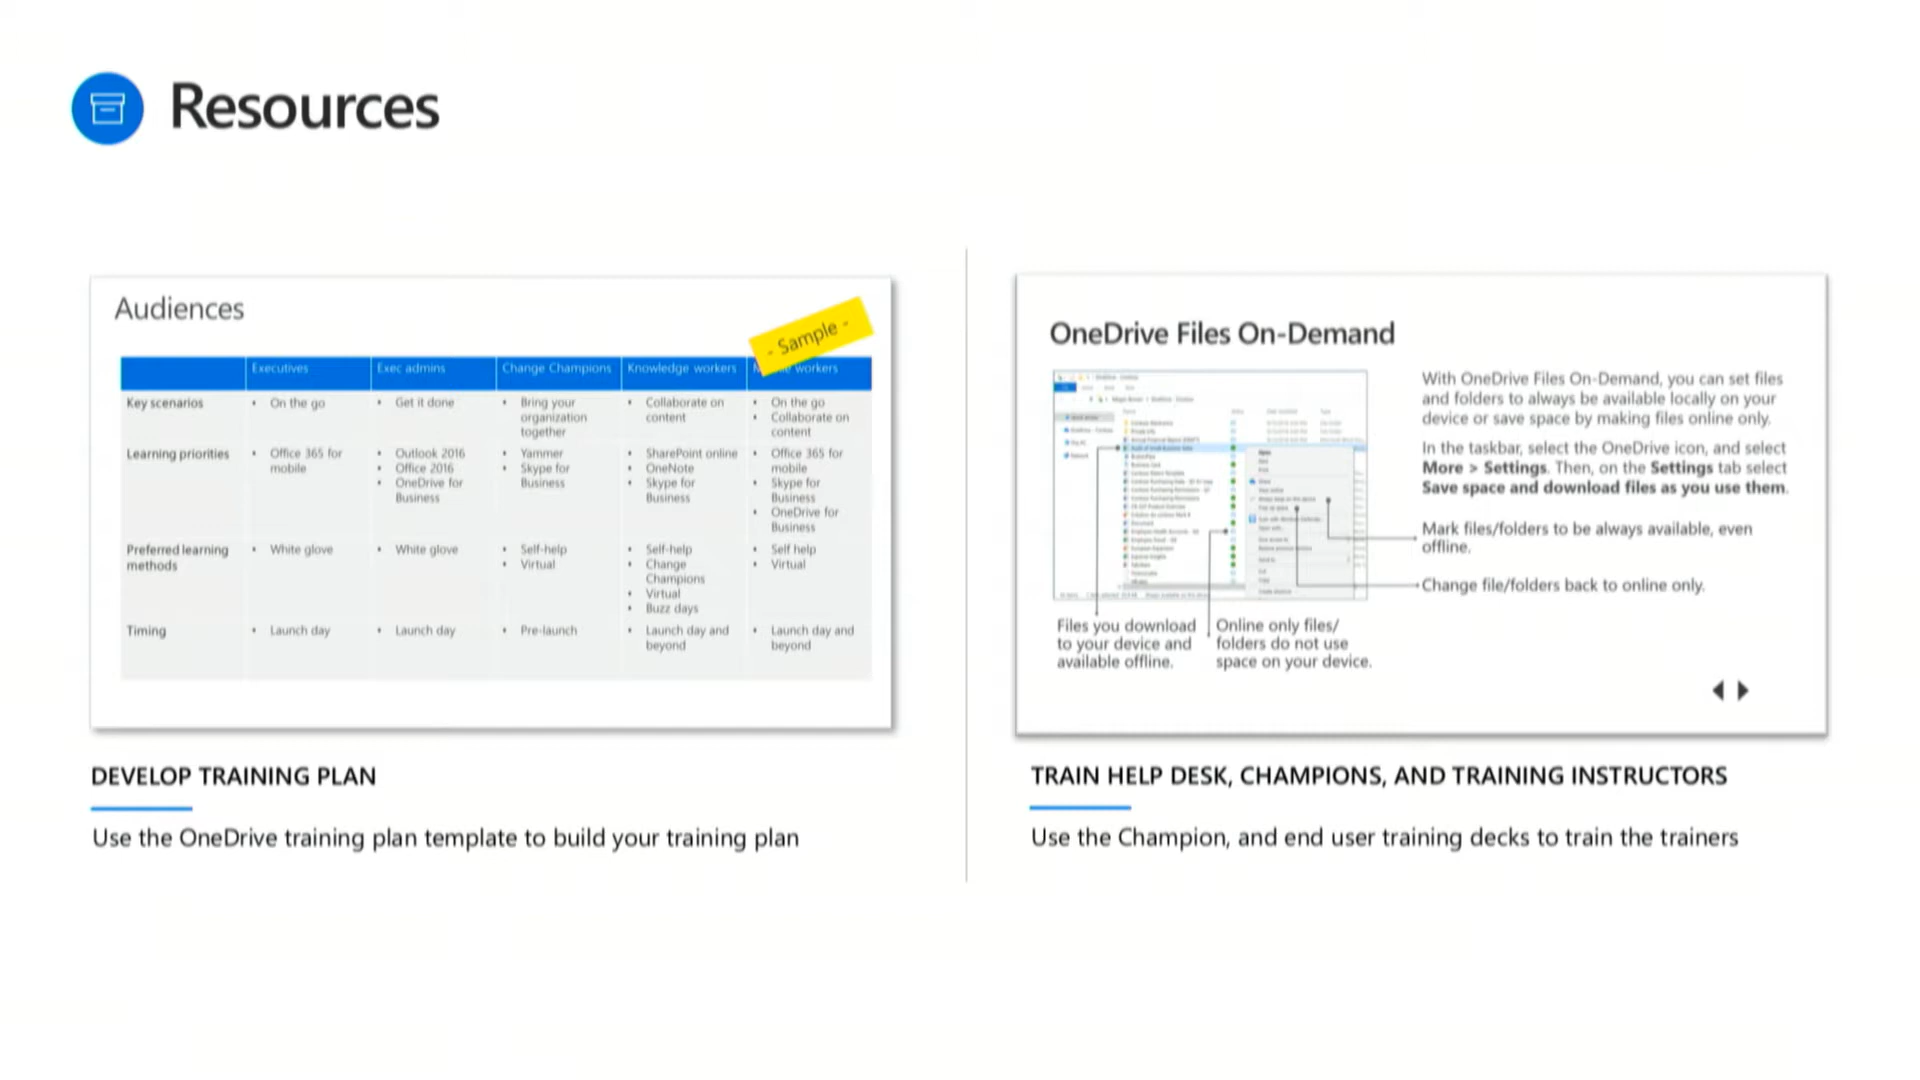 Resources
Audiences
- Sample -
Executives
Exec admins
Change Champions
Knowledge workers
workers
Key scenarios
• On the go
• Get it done
• Bring your
organization
together
• Collaborate on
content
• On the go
• Collaborate on
content
Learning priorities
• Office 365 for
mobile
• Outlook 2016
• Office 2016
• OneDrive for
Business
• Yammer
• Skype for
Business
• SharePoint online
• OneNote
• Skype for
Business
• Office 365 for
mobile
• Skype for
Business
• OneDrive for
Business
Preferred learning
methods
• White glove
• White glove
• Self-help
• Virtual
• Self-help
• Change
Champions
• Virtual
• Buzz days
• Self help
• Virtual
Timing
• Launch day
• Launch day
• Pre-launch
• Launch day and
beyond
• Launch day and
beyond
DEVELOP TRAINING PLAN
Use the OneDrive training plan template to build your training plan
OneDrive Files On-Demand
With OneDrive Files On-Demand, you can set files
and folders to always be available locally on your
device or save space by making files online only.
In the taskbar, select the OneDrive icon, and select
More > Settings. Then, on the Settings tab select
Save space and download files as you use them.
Mark files/folders to be always available, even
offline.
Change file/folders back to online only.
Files you download
to your device and
available offline.
Online only files/
folders do not use
space on your device.
TRAIN HELP DESK, CHAMPIONS, AND TRAINING INSTRUCTORS
Use the Champion, and end user training decks to train the trainers